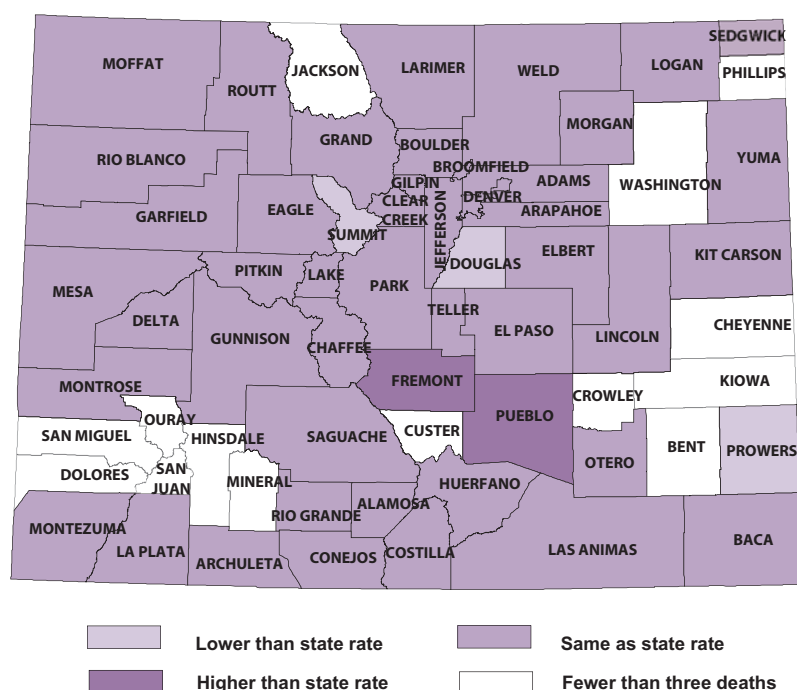 SEDGWICK
MOFFAT
JACKSON
LARIMER
WELD
LOGAN
PHILLIPS
ROUTT
MORGAN
GRAND
BOULDER
RIO BLANCO
BROOMFIELD
YUMA
GILPIN
ADAMS
WASHINGTON
CLEAR
CREEK
DENVER
EAGLE
ARAPAHOE
GARFIELD
JEFFERSON
SUMMIT
ELBERT
KIT CARSON
DOUGLAS
PITKIN
LAKE
PARK
MESA
TELLER
DELTA
CHEYENNE
GUNNISON
EL PASO
LINCOLN
CHAFFEE
FREMONT
KIOWA
MONTROSE
CROWLEY
PUEBLO
OURAY
CUSTER
SAN MIGUEL
HINSDALE
SAGUACHE
BENT
PROWERS
OTERO
DOLORES
SAN
JUAN
MINERAL
HUERFANO
ALAMOSA
RIO GRANDE
MONTEZUMA
LA PLATA
COSTILLA
LAS ANIMAS
BACA
CONEJOS
ARCHULETA
Lower than state rate
Same as state rate
Higher than state rate
Fewer than three deaths